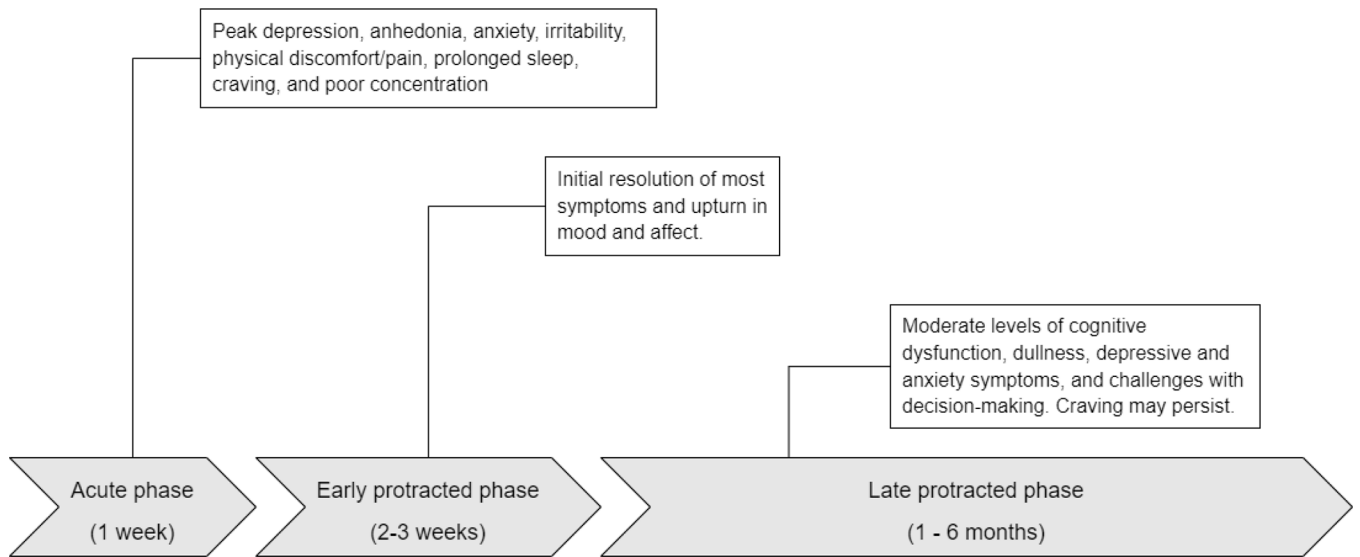 Peak depression, anhedonia, anxiety, irritability,
physical discomfort/pain, prolonged sleep,
craving, and poor concentration
Initial resolution of most
symptoms and upturn in
mood and affect.
Moderate levels of cognitive
dysfunction, dullness, depressive and
anxiety symptoms, and challenges with
decision-making. Craving may persist.
Acute phase
(1 week)
Early protracted phase
(2-3 weeks)
Late protracted phase
(1 - 6 months)